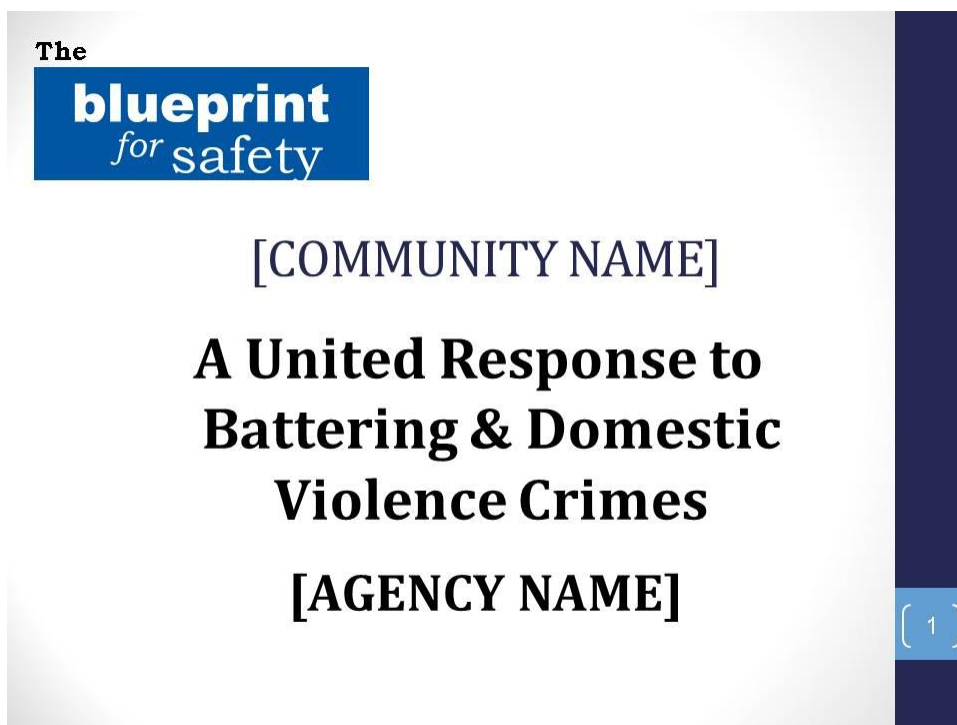 The
blueprint
for safety
[COMMUNITY NAME]
A United Response to
Battering & Domestic
Violence Crimes
[AGENCY NAME]
1